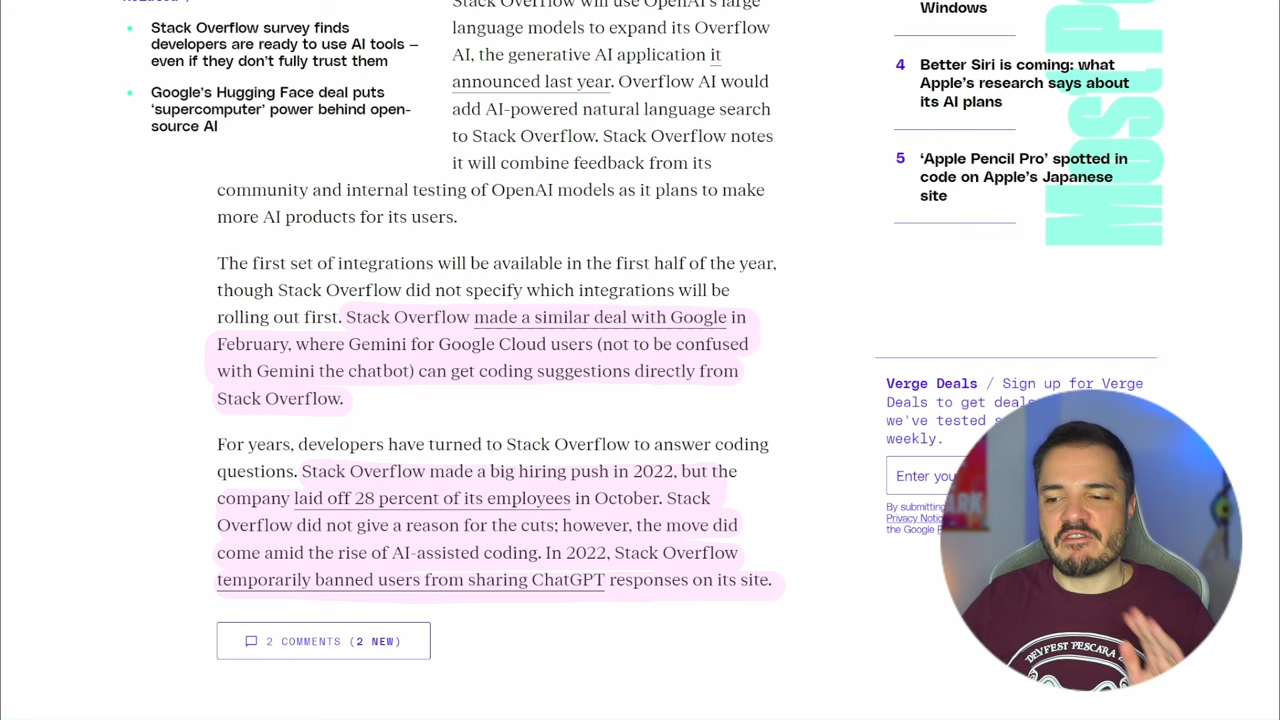 Stack Overflow survey finds
developers are ready to use AI tools —
even if they don't fully trust them
Google's Hugging Face deal puts
'supercomputer' power behind open-
source AI
Stack Overflow will use OpenAI's large
language models to expand its Overflow
AI, the generative AI application it
announced last year. Overflow AI would
add AI-powered natural language search
to Stack Overflow. Stack Overflow notes
it will combine feedback from its
community and internal testing of OpenAI models as it plans to make
more AI products for its users.
The first set of integrations will be available in the first half of the year,
though Stack Overflow did not specify which integrations will be
rolling out first. Stack Overflow made a similar deal with Google in
February, where Gemini for Google Cloud users (not to be confused
with Gemini the chatbot) can get coding suggestions directly from
Stack Overflow.
For years, developers have turned to Stack Overflow to answer coding
questions. Stack Overflow made a big hiring push in 2022, but the
company laid off 28 percent of its employees in October. Stack
Overflow did not give a reason for the cuts; however, the move did
come amid the rise of AI-assisted coding. In 2022, Stack Overflow
temporarily banned users from sharing ChatGPT responses on its site.
2 COMMENTS (2 NEW)
Windows
4 Better Siri is coming: what
Apple's research says about
its AI plans
5 'Apple Pencil Pro' spotted in
code on Apple's Japanese
site
Most
Verge Deals / Sign up for Verge
Deals to get deals
we've tested
weekly.
Enter you
By submitting
Privacy Notic
the Google
DEVFEST PESCARA